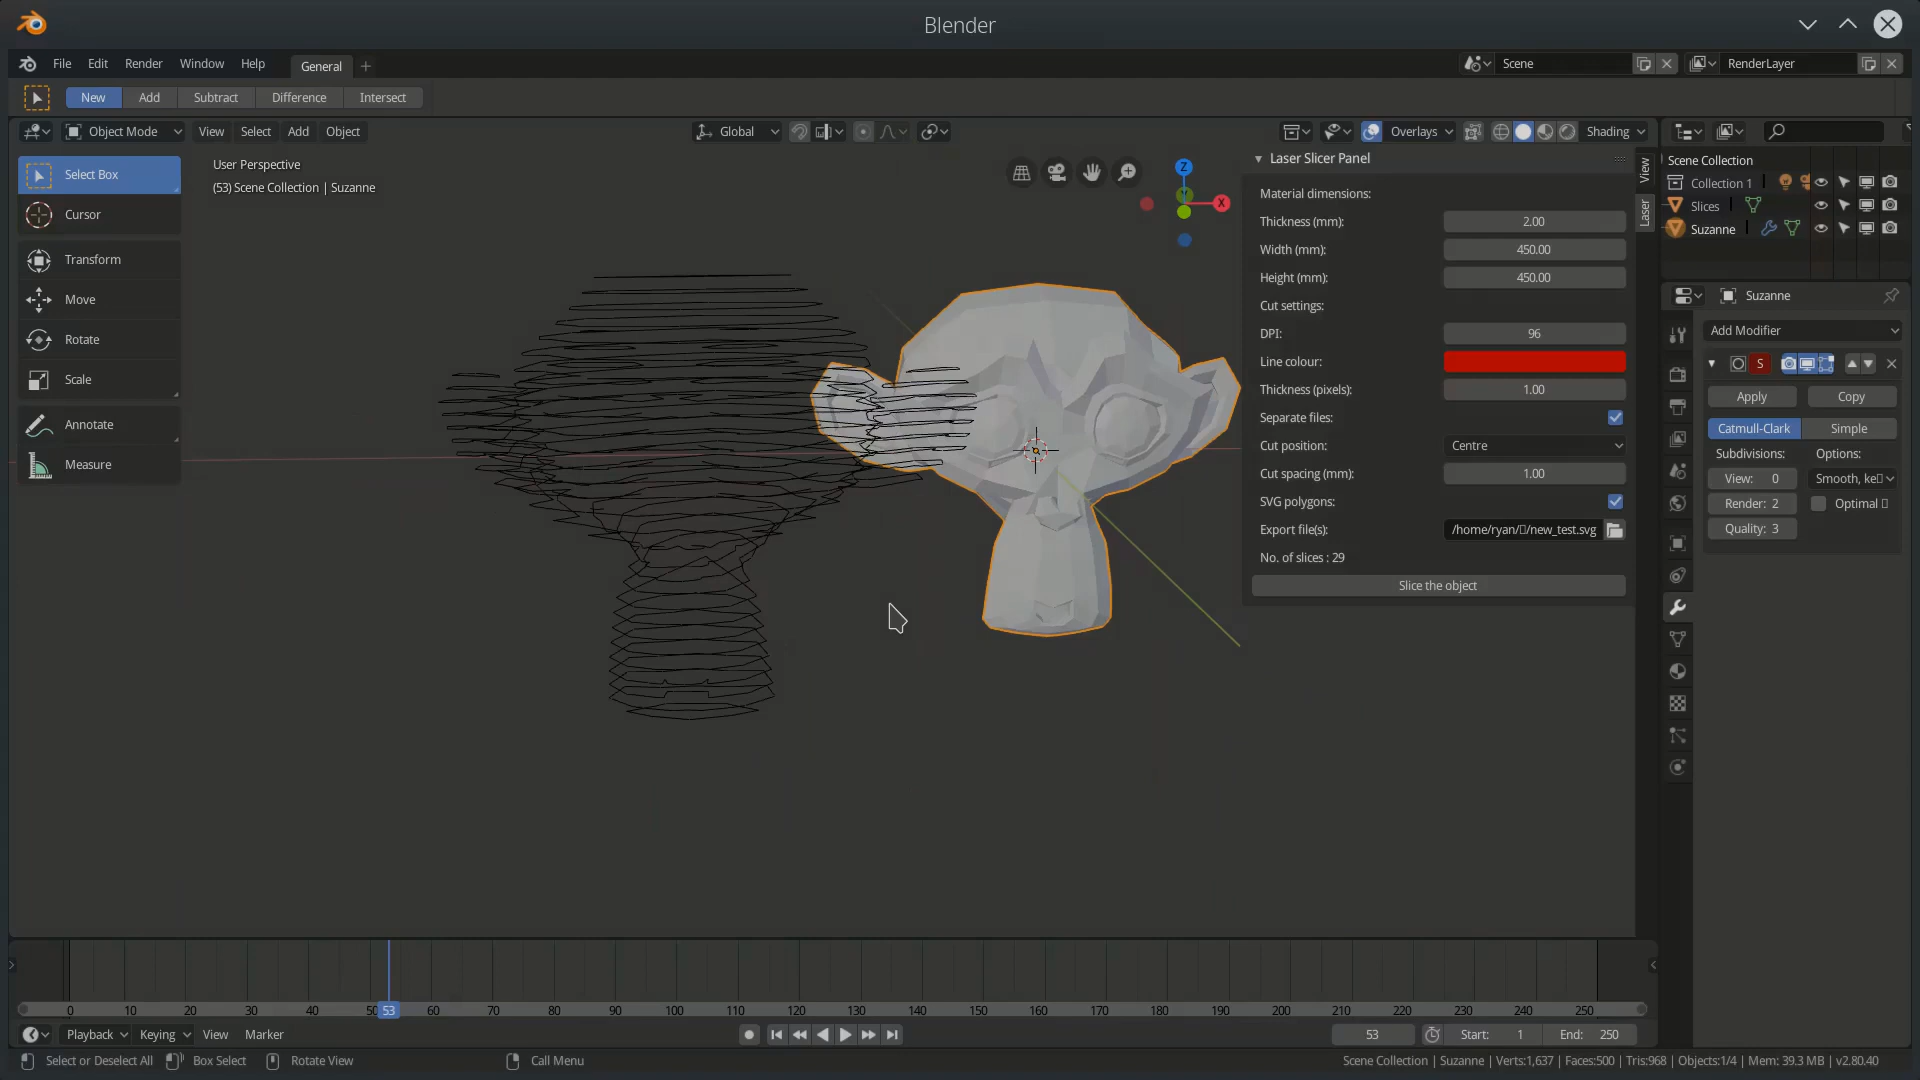 Blender
File Edit Render Window Help General + Scene RenderLayer
New Add Subtract Difference Intersect
Object Mode View Select Add Object Global Overlays Shading
Select Box
Cursor
Transform
Move
Rotate
Scale
Annotate
Measure
User Perspective
(53) Scene Collection | Suzanne
Z
Y
X
Laser Slicer Panel
Material dimensions:
Thickness (mm): 2.00
Width (mm): 450.00
Height (mm): 450.00
Cut settings:
DPI: 96
Line colour:
Thickness (pixels): 1.00
Separate files:
Cut position: Centre
Cut spacing (mm): 1.00
SVG polygons:
Export file(s): /home/ryan/▯/new_test.svg
No. of slices : 29
Slice the object
View
Laser
Scene Collection
Collection 1
Slices
Suzanne
Suzanne
Add Modifier
S
Apply Copy
Catmull-Clark Simple
Subdivisions: Options:
View: 0 Smooth, ke▯
Render: 2 Optimal ▯
Quality: 3
0 10 20 30 40 50 53 60 70 80 90 100 110 120 130 140 150 160 170 180 190 200 210 220 230 240 250
Playback Keying View Marker 53 Start: 1 End: 250
Select or Deselect All Box Select Rotate View Call Menu Scene Collection | Suzanne | Verts:1,637 | Faces:500 | Tris:968 | Objects:1/4 | Mem: 39.3 MB | v2.80.40